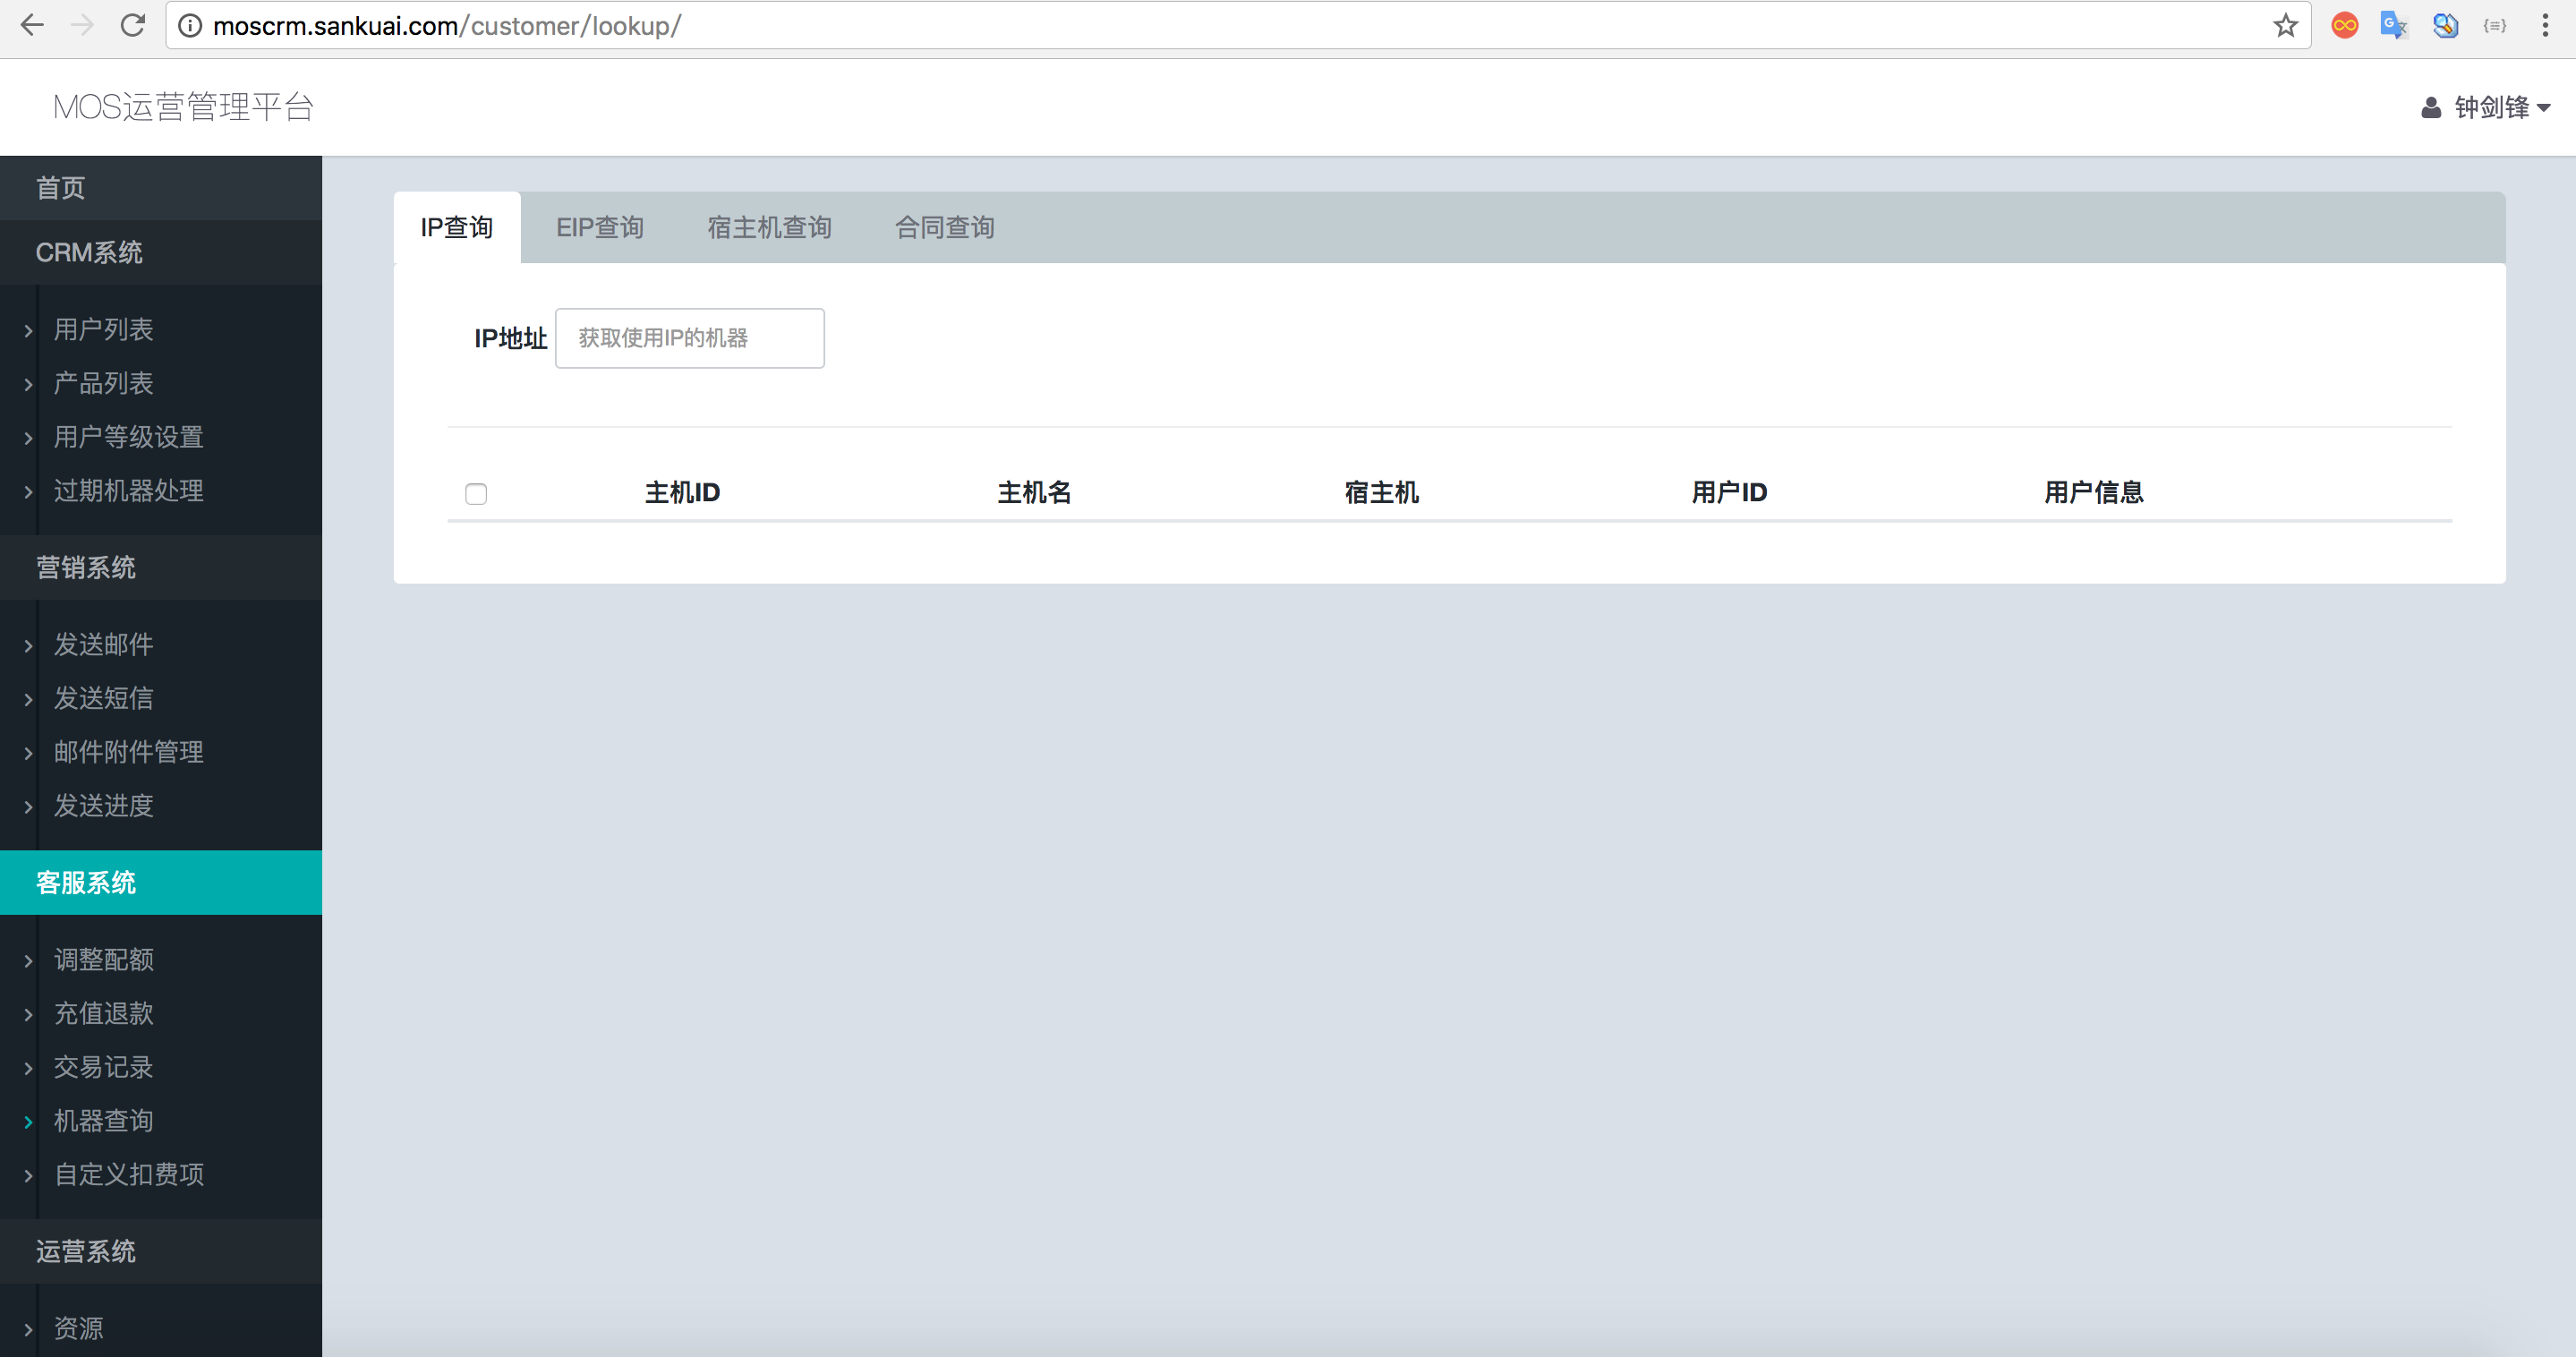 moscrm.sankuai.com/customer/lookup/
MOS运营管理平台
钟剑锋
首页
CRM系统
用户列表
产品列表
用户等级设置
过期机器处理
营销系统
发送邮件
发送短信
邮件附件管理
发送进度
客服系统
调整配额
充值退款
交易记录
机器查询
自定义扣费项
运营系统
资源
IP查询 EIP查询 宿主机查询 合同查询
IP地址 获取使用IP的机器
主机ID 主机名 宿主机 用户ID 用户信息